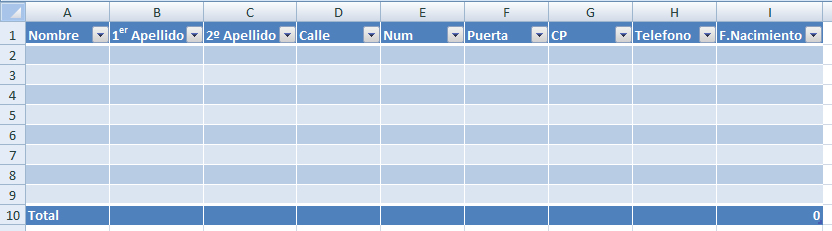 A B C D E F G H I
1 Nombre 1er Apellido 2º Apellido Calle Num Puerta CP Telefono F.Nacimiento
2
3
4
5
6
7
8
9
10 Total 0